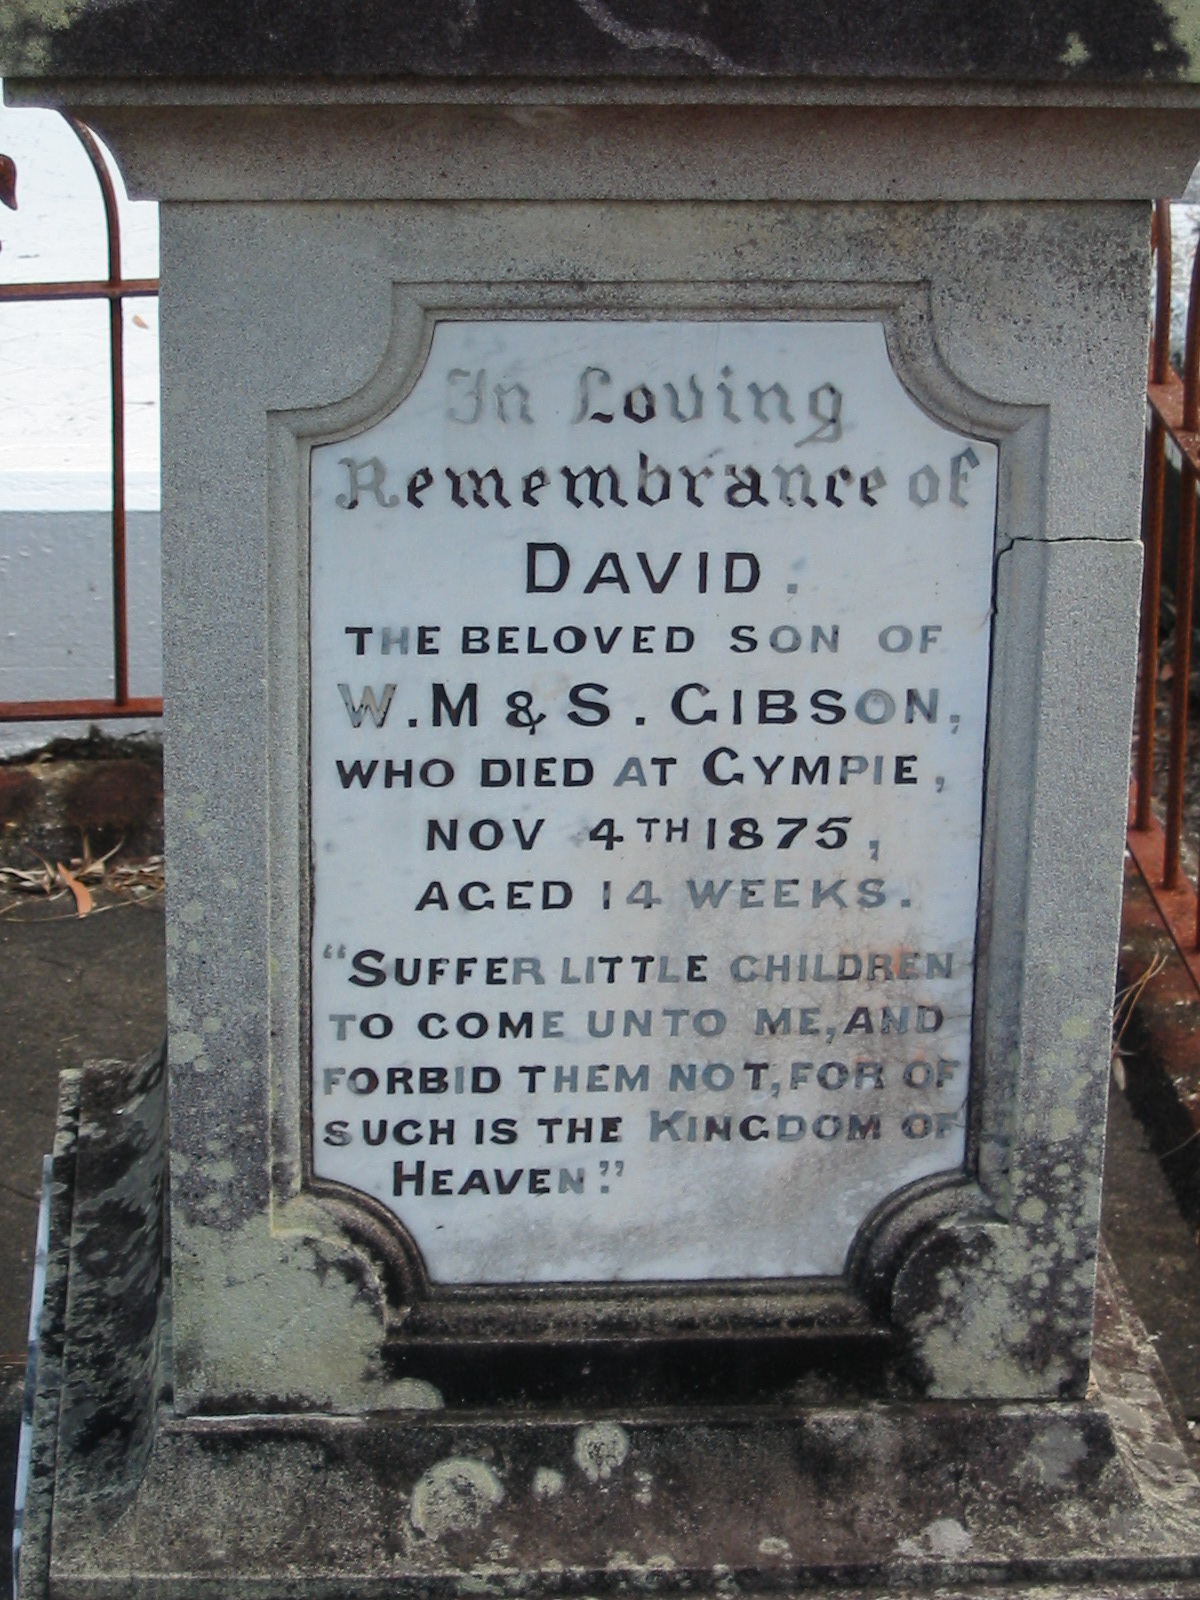 In Loving
Remembrance of
DAVID.
THE BELOVED SON OF
W.M & S. GIBSON,
WHO DIED AT GYMPIE,
NOV 4TH 1875,
AGED 14 WEEKS.
“SUFFER LITTLE CHILDREN
TO COME UNTO ME, AND
FORBID THEM NOT, FOR OF
SUCH IS THE KINGDOM OF
HEAVEN.”